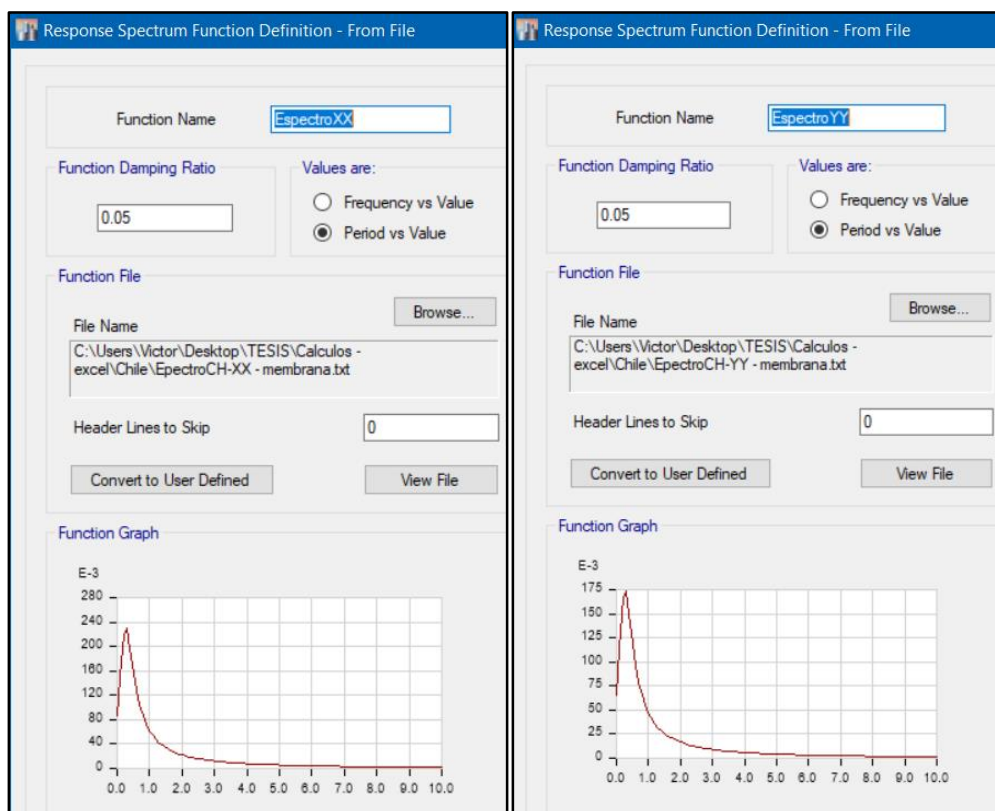 Response Spectrum Function Definition - From File
Function Name
EspectroXX
Function Damping Ratio
0.05
Values are:
Frequency vs Value
Period vs Value
Function File
Browse...
File Name
C:\Users\Victor\Desktop\TESIS\Calculos -
excel\Chile\EpectroCH-XX - membrana.txt
Header Lines to Skip
0
Convert to User Defined
View File
Function Graph
E-3
280
240
200
160
120
80
40
0
0.0 1.0 2.0 3.0 4.0 5.0 6.0 7.0 8.0 9.0 10.0
Response Spectrum Function Definition - From File
Function Name
EspectroYY
Function Damping Ratio
0.05
Values are:
Frequency vs Value
Period vs Value
Function File
Browse...
File Name
C:\Users\Victor\Desktop\TESIS\Calculos -
excel\Chile\EpectroCH-YY - membrana.txt
Header Lines to Skip
0
Convert to User Defined
View File
Function Graph
E-3
175
150
125
100
75
50
25
0
0.0 1.0 2.0 3.0 4.0 5.0 6.0 7.0 8.0 9.0 10.0